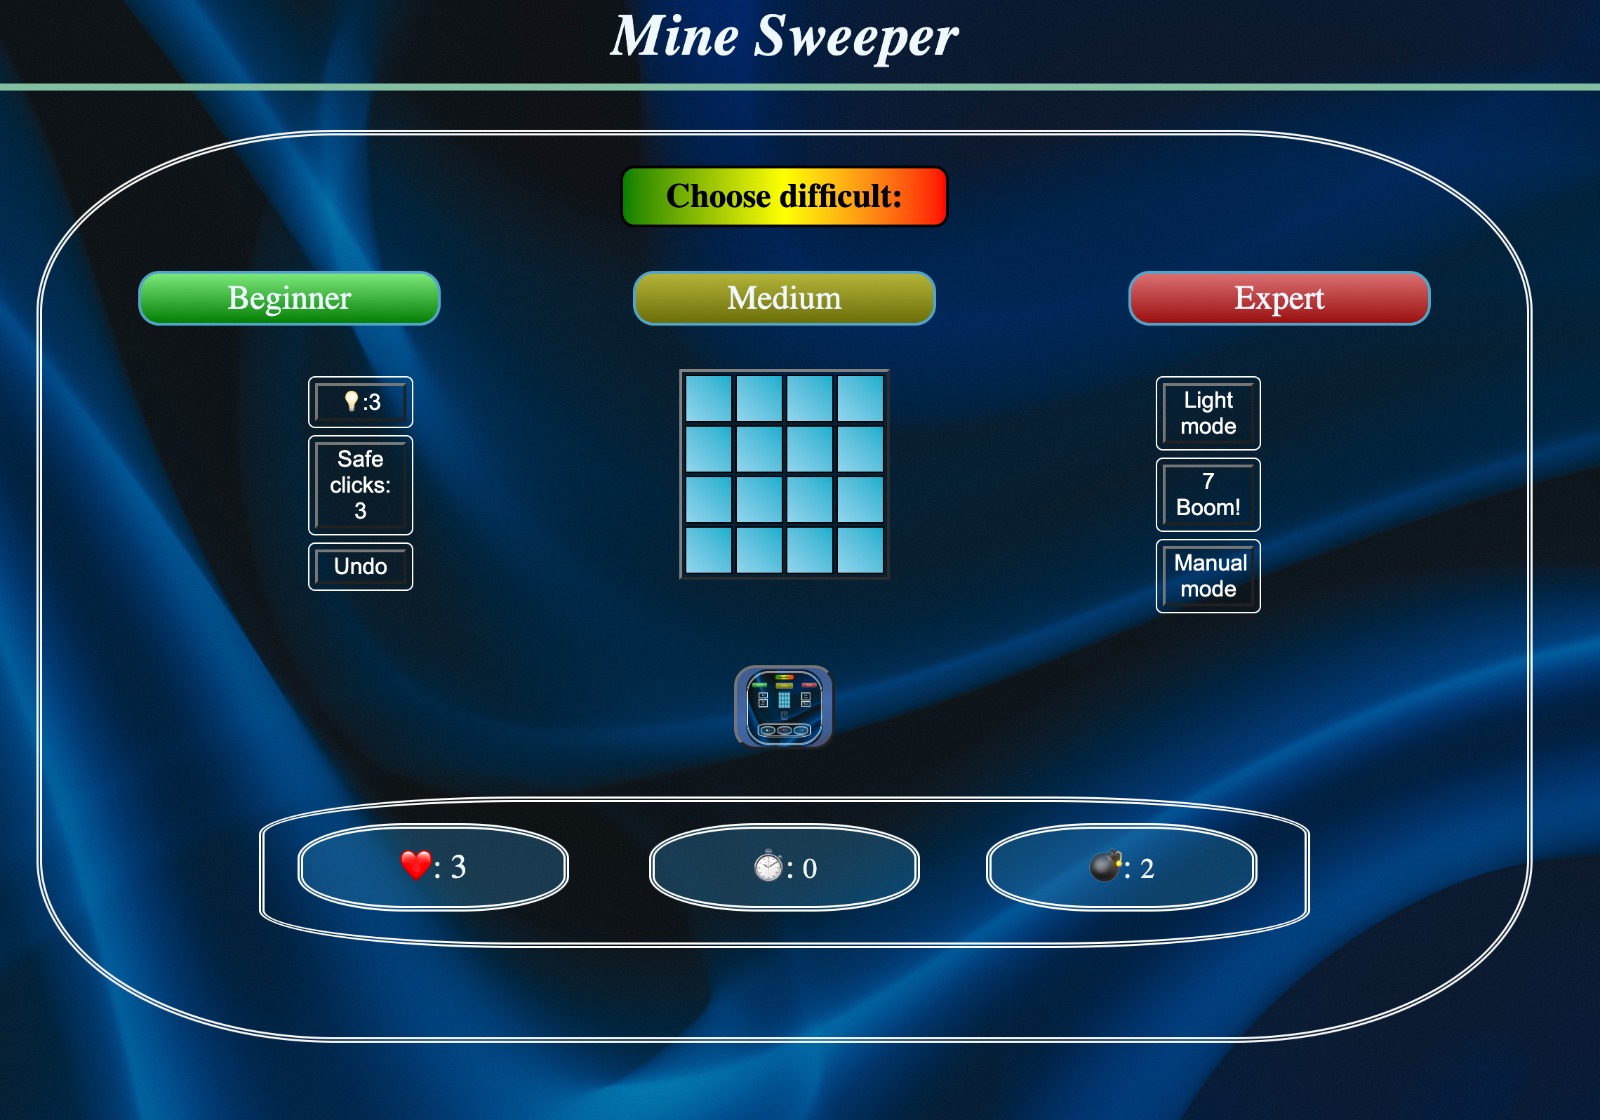 Mine Sweeper
Choose difficult:
Beginner
Medium
Expert
💡:3
Safe
clicks:
3
Undo
Light
mode
7
Boom!
Manual
mode
❤️: 3
⏱️: 0
💣: 2